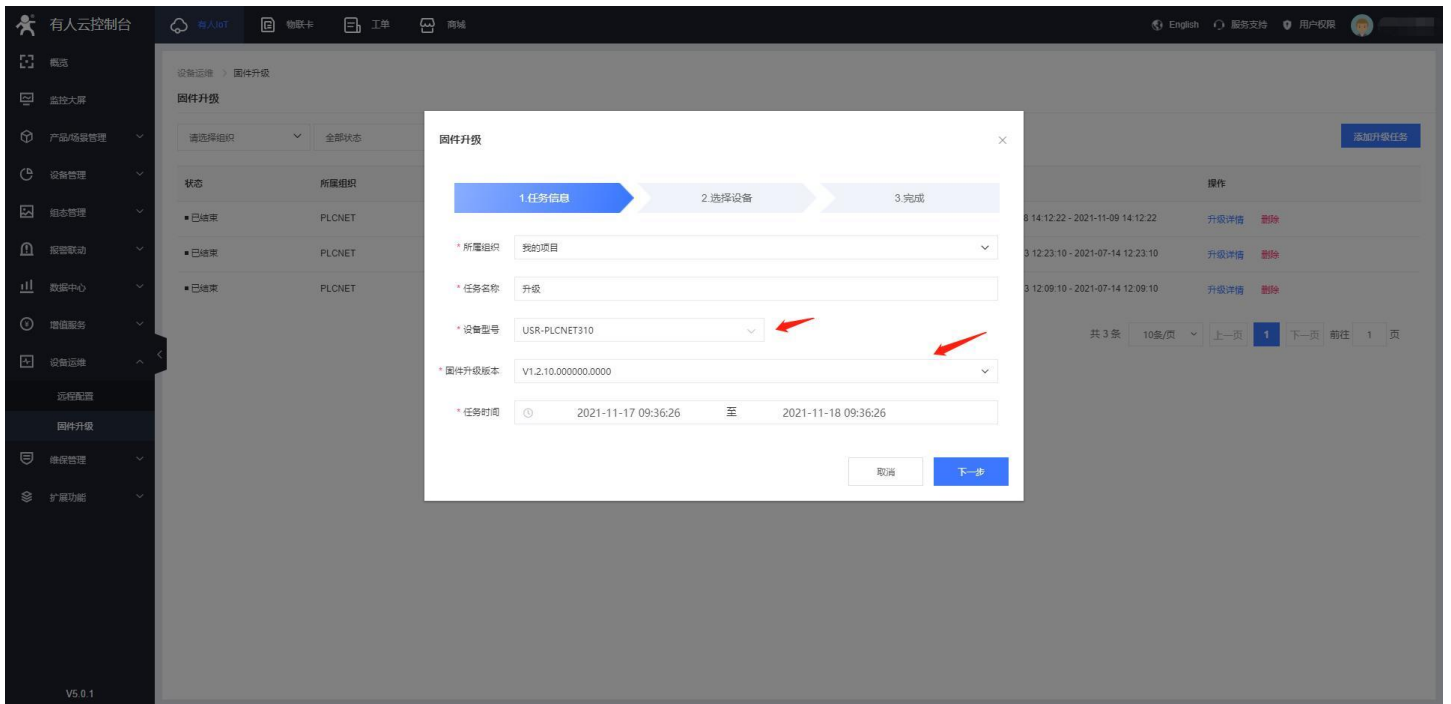 有人云控制台
有人IoT
物联卡
工单
商城
English
服务支持
用户权限
概览
监控大屏
产品/场景管理
设备管理
组态管理
报警联动
数据中心
增值服务
设备运维
远程配置
固件升级
维保管理
扩展功能
V5.0.1
设备运维 > 固件升级
固件升级
请选择组织
全部状态
添加升级任务
状态
所属组织
操作
已结束
PLCNET
8 14:12:22 - 2021-11-09 14:12:22
升级详情
删除
已结束
PLCNET
3 12:23:10 - 2021-07-14 12:23:10
升级详情
删除
已结束
PLCNET
3 12:09:10 - 2021-07-14 12:09:10
升级详情
删除
共 3 条
10条/页
上一页
1
下一页
前往 1 页
固件升级
1.任务信息
2.选择设备
3.完成
* 所属组织
我的项目
* 任务名称
升级
* 设备型号
USR-PLCNET310
* 固件升级版本
V1.2.10.000000.0000
* 任务时间
2021-11-17 09:36:26 至 2021-11-18 09:36:26
取消
下一步